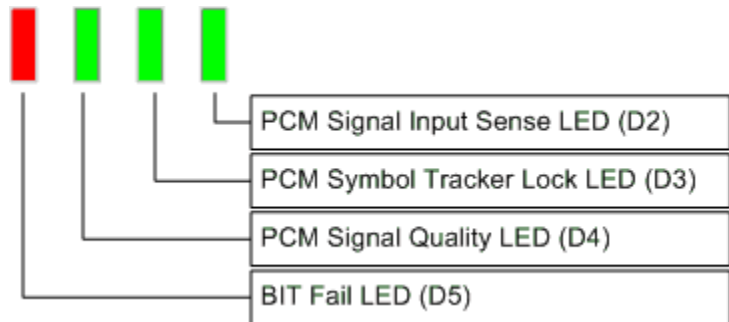 PCM Signal Input Sense LED (D2)
PCM Symbol Tracker Lock LED (D3)
PCM Signal Quality LED (D4)
BIT Fail LED (D5)